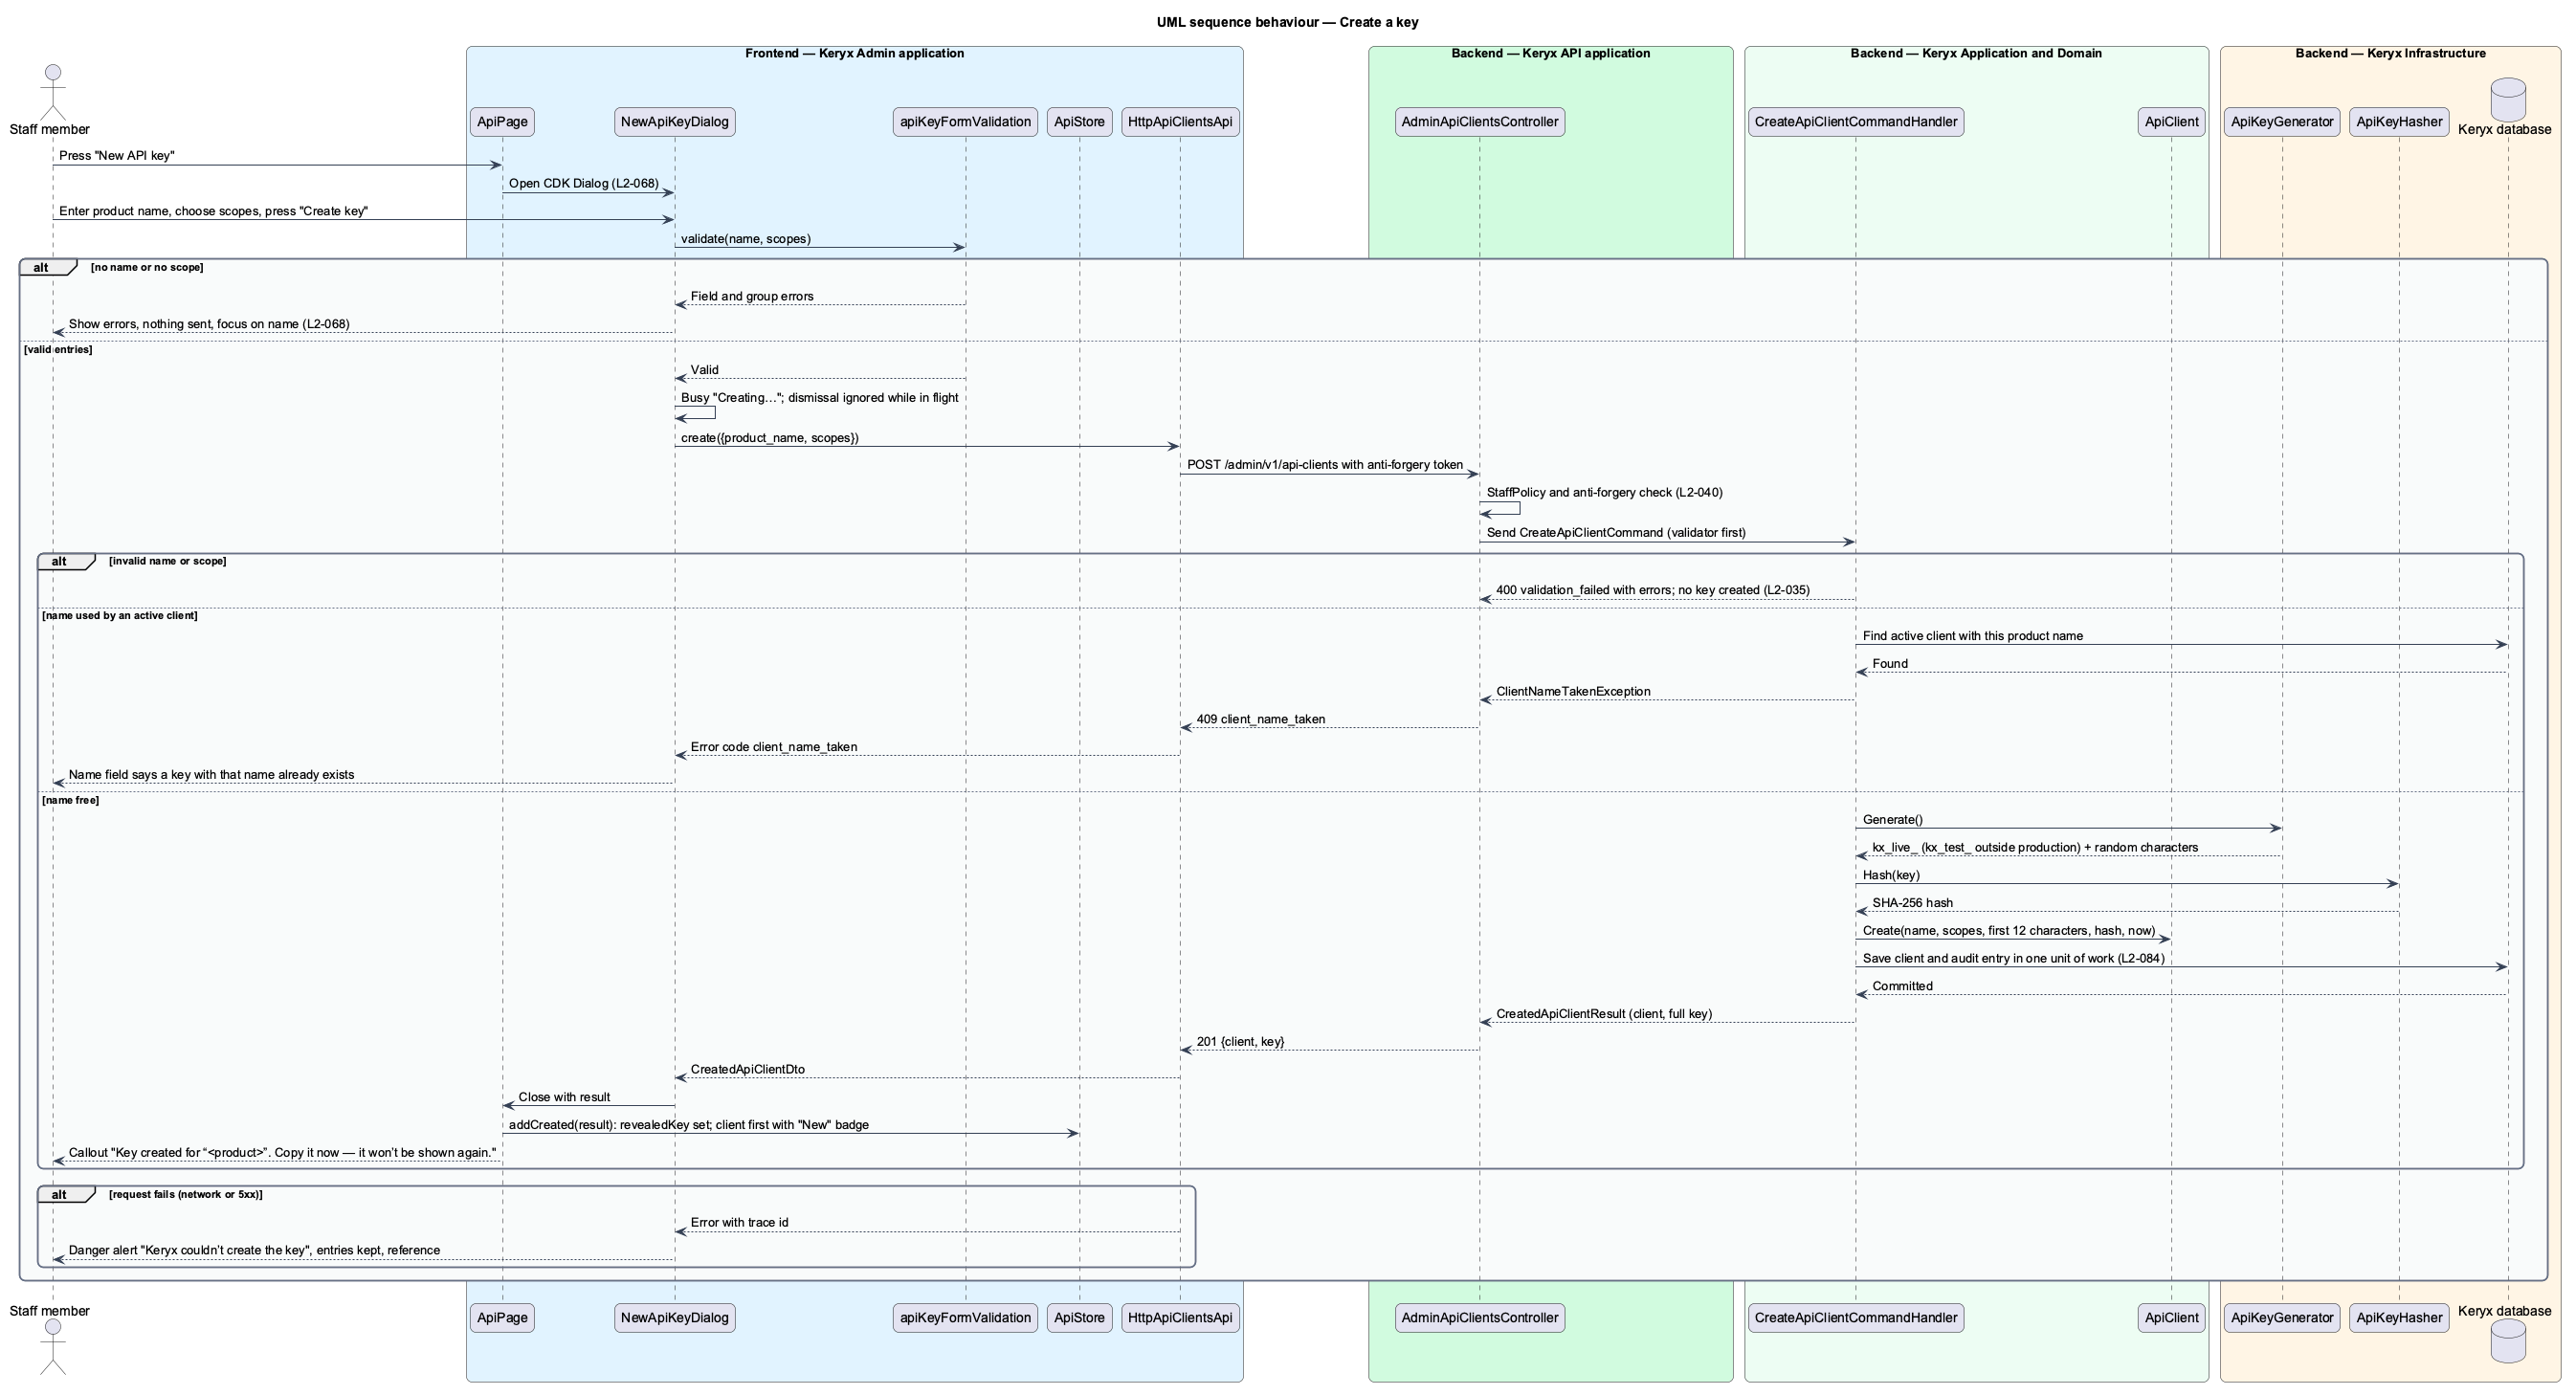 UML sequence behaviour — Create a key
Frontend — Keryx Admin application
Backend — Keryx API application
Backend — Keryx Application and Domain
Backend — Keryx Infrastructure
Staff member
ApiPage
NewApiKeyDialog
apiKeyFormValidation
ApiStore
HttpApiClientsApi
AdminApiClientsController
CreateApiClientCommandHandler
ApiClient
ApiKeyGenerator
ApiKeyHasher
Keryx database
Press "New API key"
Open CDK Dialog (L2-068)
Enter product name, choose scopes, press "Create key"
validate(name, scopes)
alt
[no name or no scope]
Field and group errors
Show errors, nothing sent, focus on name (L2-068)
[valid entries]
Valid
Busy "Creating…"; dismissal ignored while in flight
create({product_name, scopes})
POST /admin/v1/api-clients with anti-forgery token
StaffPolicy and anti-forgery check (L2-040)
Send CreateApiClientCommand (validator first)
alt
[invalid name or scope]
400 validation_failed with errors; no key created (L2-035)
[name used by an active client]
Find active client with this product name
Found
ClientNameTakenException
409 client_name_taken
Error code client_name_taken
Name field says a key with that name already exists
[name free]
Generate()
kx_live_ (kx_test_ outside production) + random characters
Hash(key)
SHA-256 hash
Create(name, scopes, first 12 characters, hash, now)
Save client and audit entry in one unit of work (L2-084)
Committed
CreatedApiClientResult (client, full key)
201 {client, key}
CreatedApiClientDto
Close with result
addCreated(result): revealedKey set; client first with "New" badge
Callout "Key created for “<product>”. Copy it now — it won’t be shown again."
alt
[request fails (network or 5xx)]
Error with trace id
Danger alert "Keryx couldn’t create the key", entries kept, reference
Staff member
ApiPage
NewApiKeyDialog
apiKeyFormValidation
ApiStore
HttpApiClientsApi
AdminApiClientsController
CreateApiClientCommandHandler
ApiClient
ApiKeyGenerator
ApiKeyHasher
Keryx database